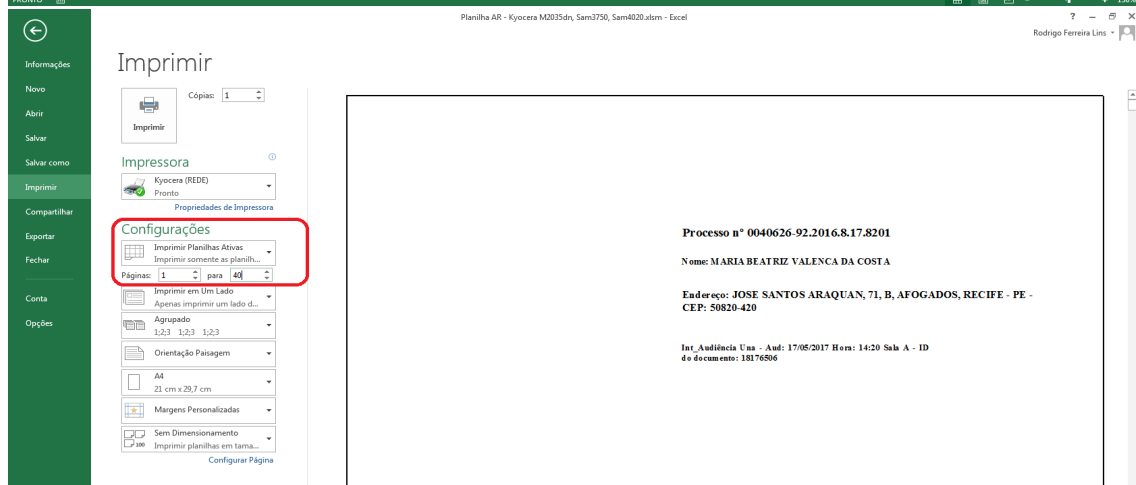 PRONTO
Planilha AR - Kyocera M2035dn, Sam3750, Sam4020.xlsm - Excel
Rodrigo Ferreira Lins
Informações
Novo
Abrir
Salvar
Salvar como
Imprimir
Compartilhar
Exportar
Fechar
Conta
Opções
Imprimir
Cópias: 1
Imprimir
Impressora
Kyocera (REDE)
Pronto
Propriedades de Impressora
Configurações
Imprimir Planilhas Ativas
Imprimir somente as planilh...
Páginas: 1 para 40
Imprimir em Um Lado
Apenas imprimir um lado d...
Agrupado
1;2;3 1;2;3 1;2;3
Orientação Paisagem
A4
21 cm x 29,7 cm
Margens Personalizadas
Sem Dimensionamento
100 Imprimir planilhas em tama...
Configurar Página
Processo nº 0040626-92.2016.8.17.8201
Nome: MARIA BEATRIZ VALENCA DA COSTA
Endereço: JOSE SANTOS ARAQUAN, 71, B, AFOGADOS, RECIFE - PE -
CEP: 50820-420
Int_Audiência Una - Aud: 17/05/2017 Hora: 14:20 Sala A - ID
do documento: 18176506